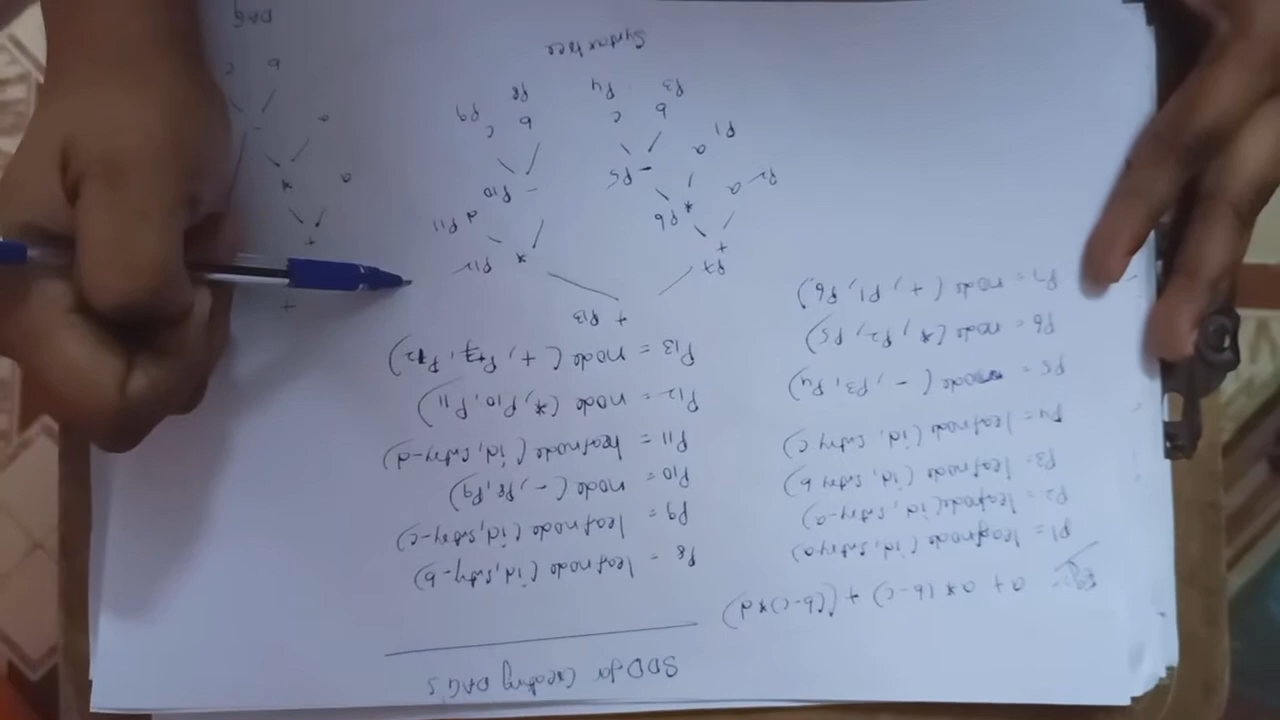 SDD for Creating DAG's
Eg:- a + a * (b-c) + ((b-c)*d)
P1 = leafnode (id, entry a)
P2 = leafnode (id, entry-a)
P3 = leafnode (id, entry b)
P4 = leafnode (id, entry c)
P5 = node (-, P3, P4)
P6 = node (*, P2, P5)
P7 = node (+, P1, P6)
P8 = leafnode (id, entry-b)
P9 = leafnode (id, entry-c)
P10 = node (-, P8, P9)
P11 = leafnode (id, entry-d)
P12 = node (*, P10, P11)
P13 = node (+, P7, P12)
+ P13
P7 * P12
+
P6 * d P11
a P2 - P5 - P10
a P1
b c b c
P3 P4 P8 P9
Syntax tree
+
+
* a
a
-
b c
DAG